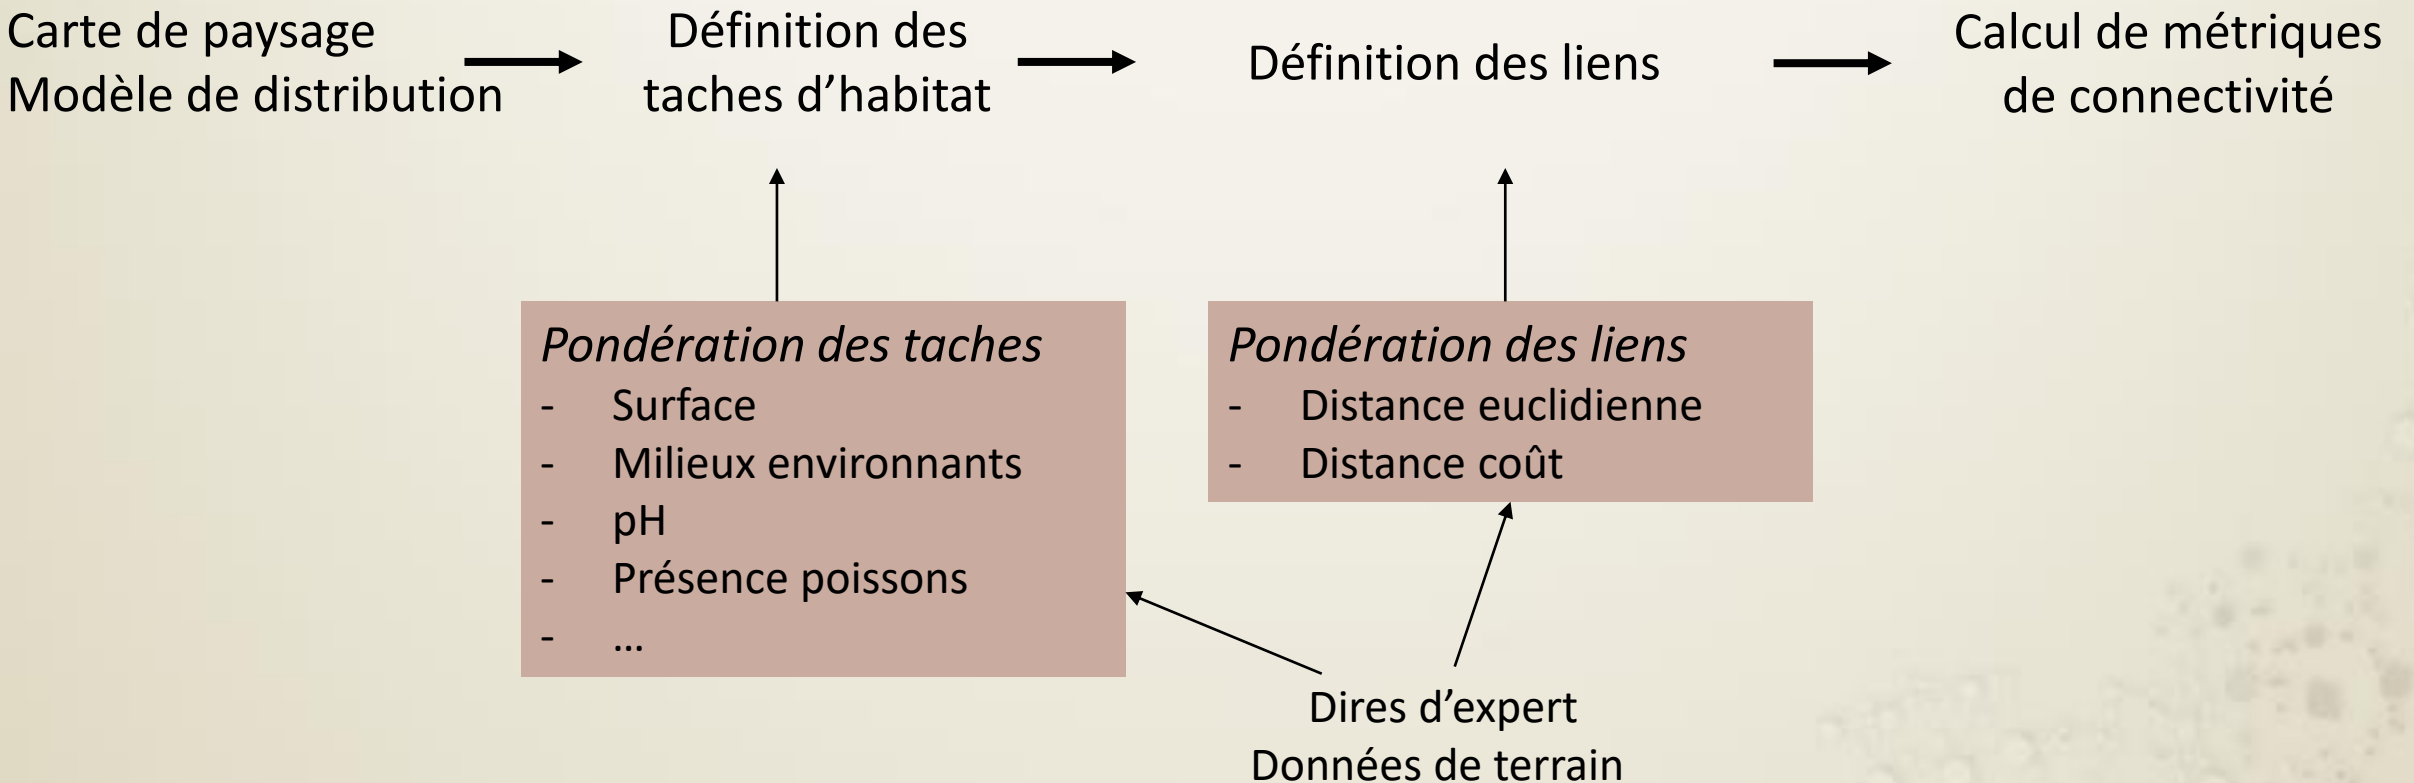 Carte de paysage
Modèle de distribution
Définition des
taches d’habitat
Définition des liens
Calcul de métriques
de connectivité
Pondération des taches
- Surface
- Milieux environnants
- pH
- Présence poissons
- …
Pondération des liens
- Distance euclidienne
- Distance coût
Dires d’expert
Données de terrain